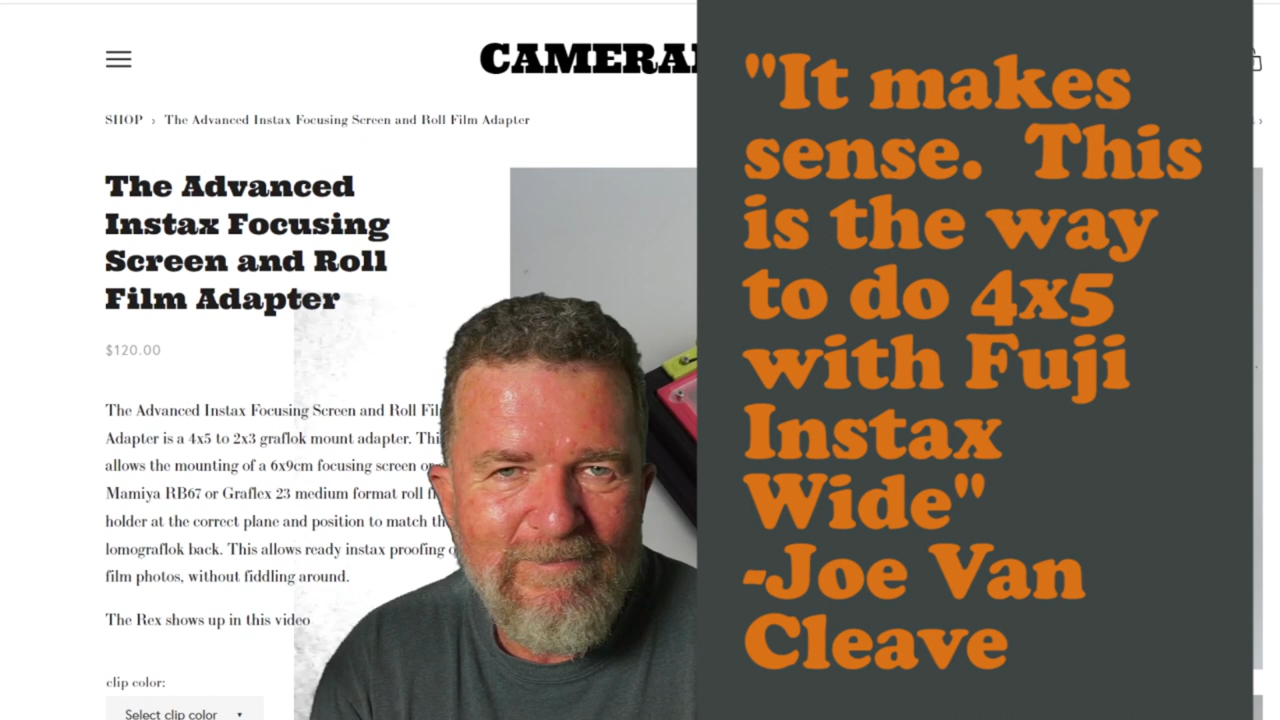 CAMERA
SHOP › The Advanced Instax Focusing Screen and Roll Film Adapter
The Advanced
Instax Focusing
Screen and Roll
Film Adapter
$120.00
The Advanced Instax Focusing Screen and Roll
Adapter is a 4x5 to 2x3 graflok mount adapter.
allows the mounting of a 6x9cm focusing screen
Mamiya RB67 or Graflex 23 medium format roll
holder at the correct plane and position to match
lomograflok back. This allows ready instax proofing
film photos, without fiddling around.
The Rex shows up in this video
clip color:
Select clip color
"It makes
sense. This
is the way
to do 4x5
with Fuji
Instax
Wide"
-Joe Van
Cleave